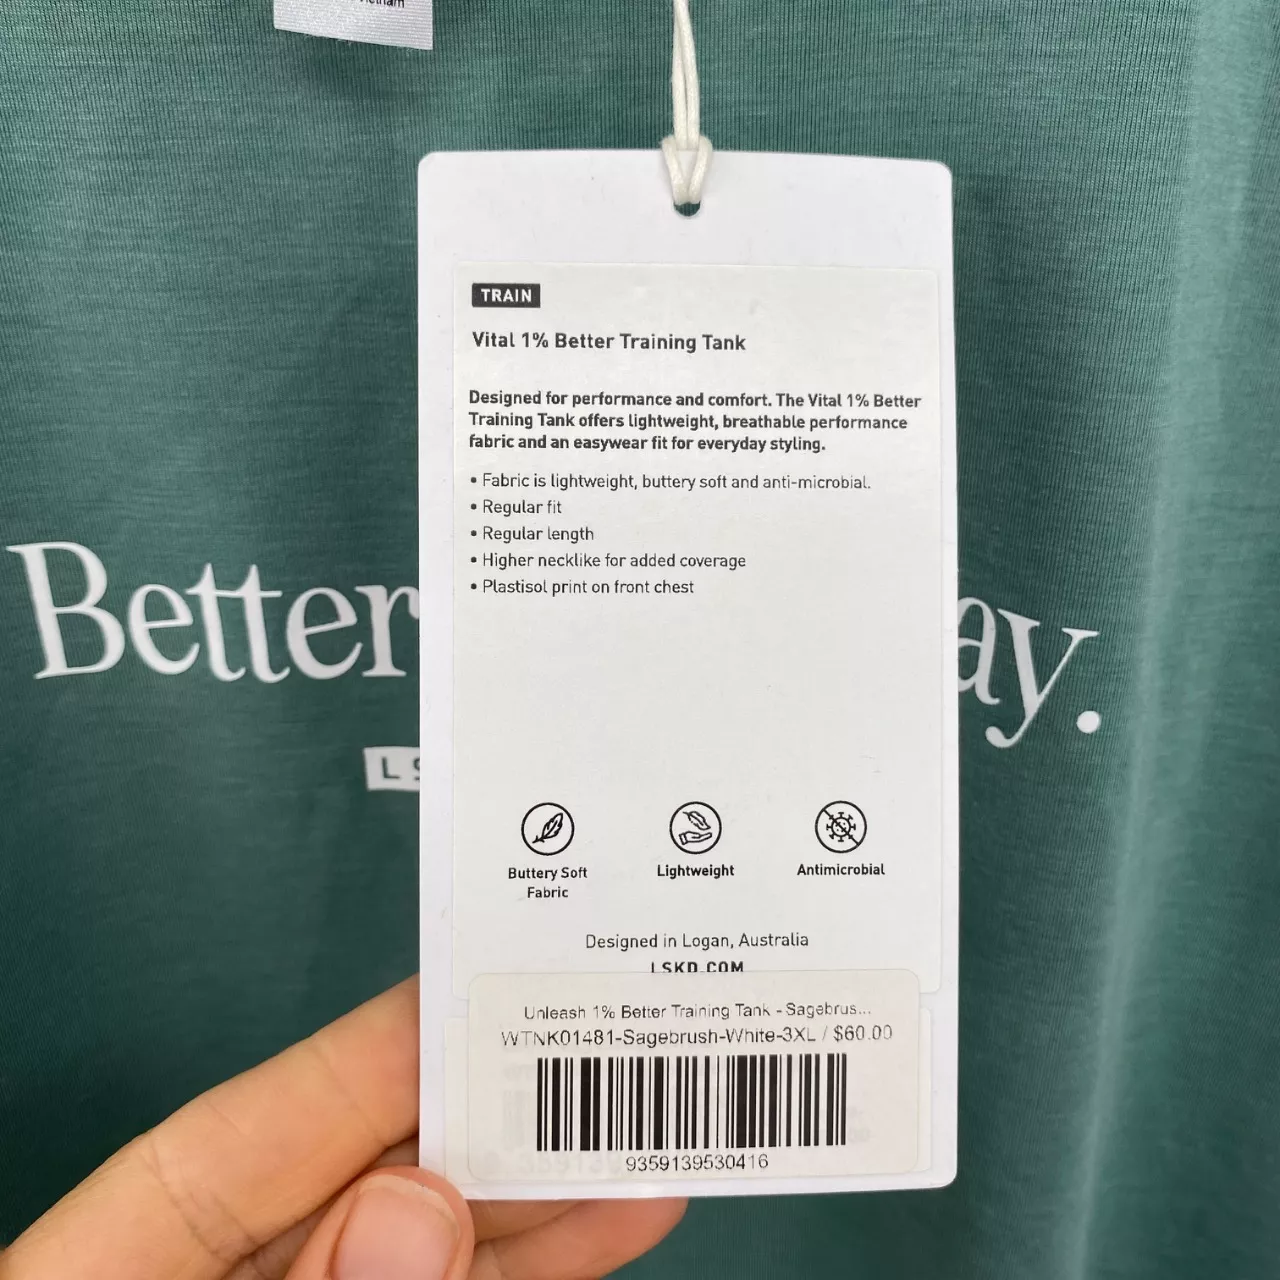 TRAIN
Vital 1% Better Training Tank
Designed for performance and comfort. The Vital 1% Better
Training Tank offers lightweight, breathable performance
fabric and an easywear fit for everyday styling.
• Fabric is lightweight, buttery soft and anti-microbial.
• Regular fit
• Regular length
• Higher necklike for added coverage
• Plastisol print on front chest
Better
ay.
LS
Buttery Soft
Fabric
Lightweight
Antimicrobial
Designed in Logan, Australia
LSKD.COM
Unleash 1% Better Training Tank - Sagebrus...
WTNK01481-Sagebrush-White-3XL / $60.00
9359139530416